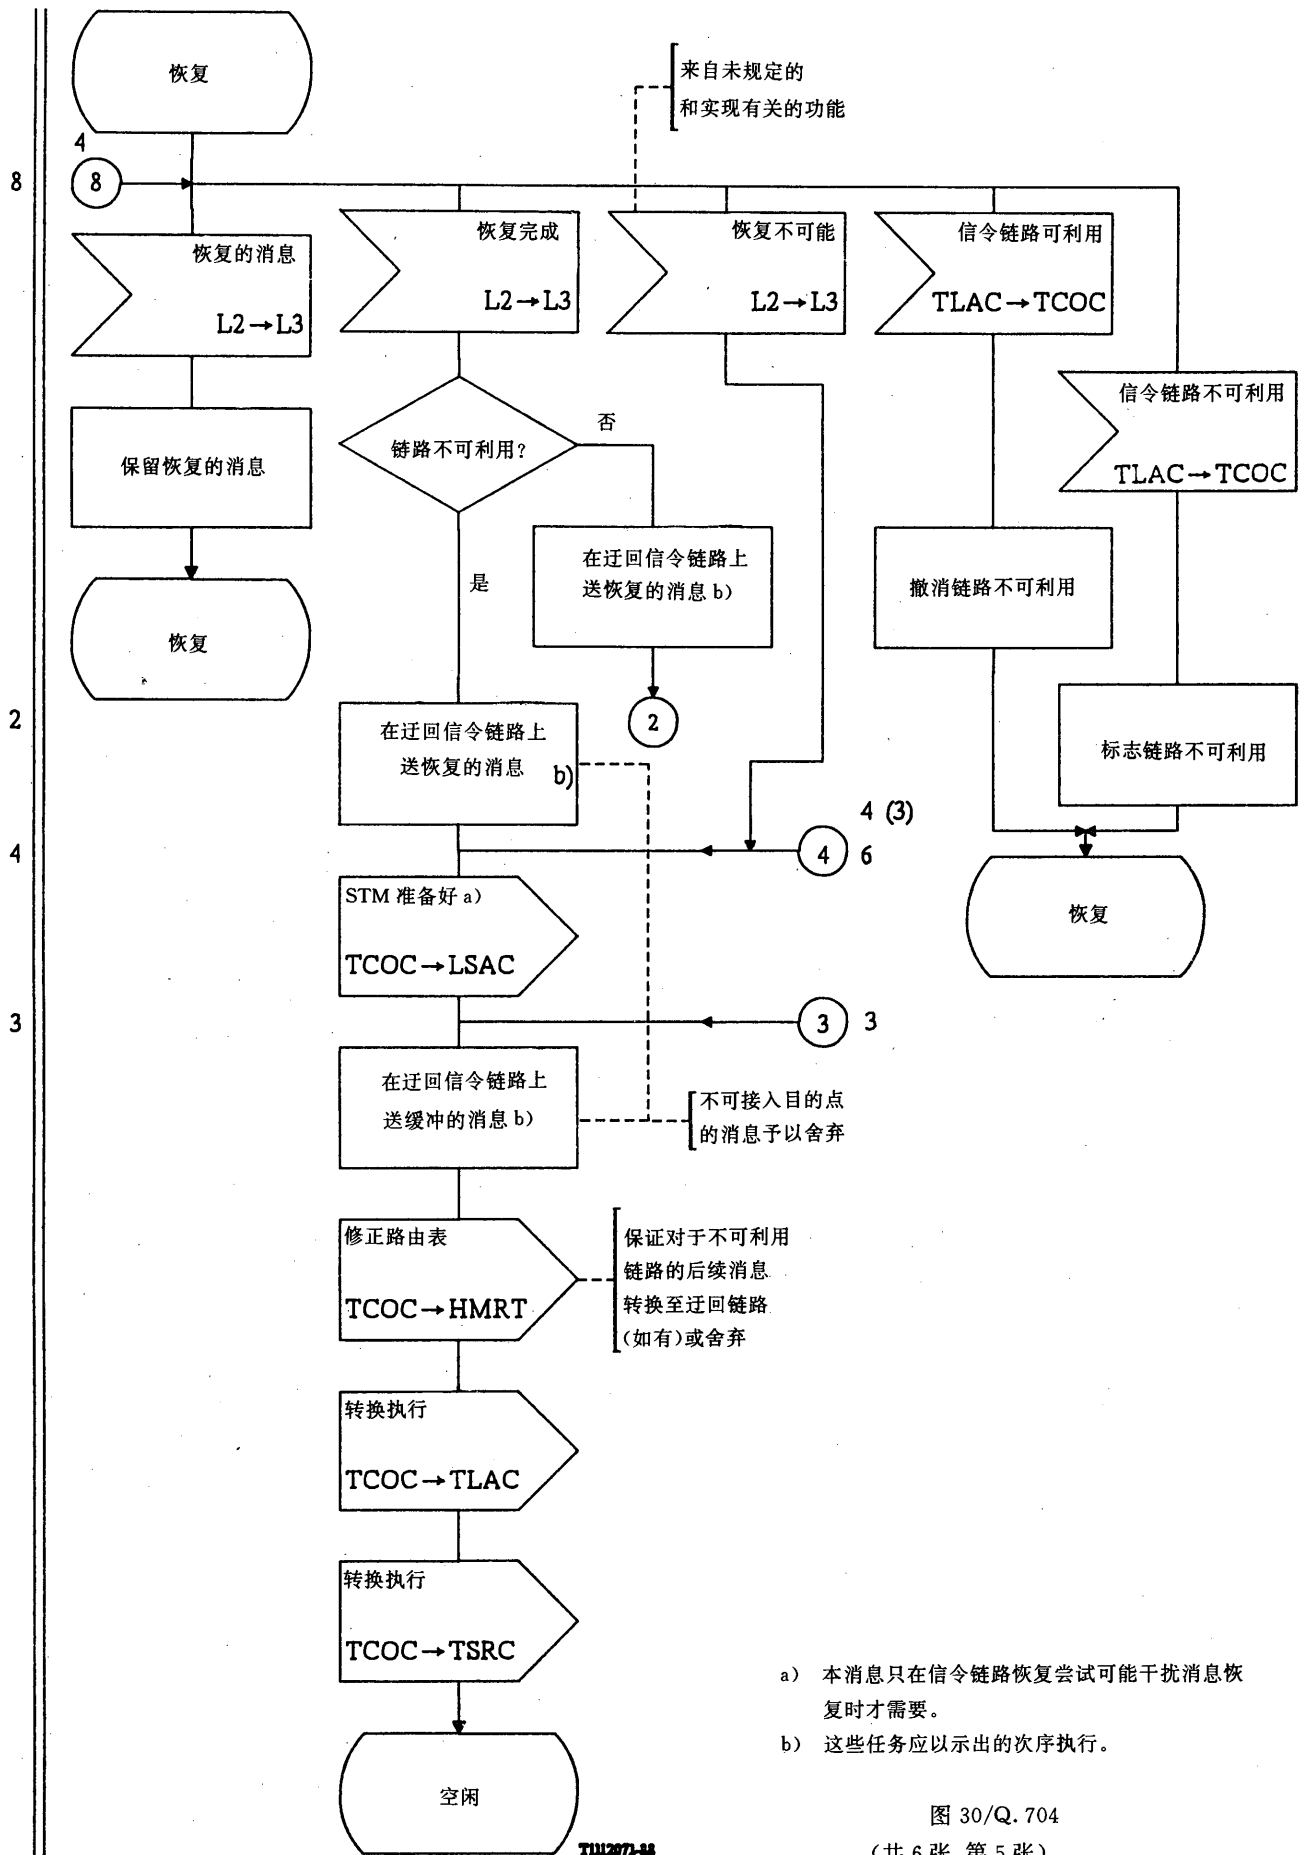 恢复
来自未规定的
和实现有关的功能
4
8
8
恢复的消息
L2→L3
恢复完成
L2→L3
恢复不可能
L2→L3
信令链路可利用
TLAC→TCOC
信令链路不可利用
TLAC→TCOC
保留恢复的消息
链路不可利用?
否
是
在迂回信令链路上
送恢复的消息 b)
撤消链路不可利用
恢复
2
2
在迂回信令链路上
送恢复的消息
b)
标志链路不可利用
4 (3)
4
4
6
恢复
STM 准备好 a)
TCOC→LSAC
3
3
3
在迂回信令链路上
送缓冲的消息 b)
不可接入目的点
的消息予以舍弃
修正路由表
TCOC→HMRT
保证对于不可利用
链路的后续消息
转换至迂回链路
(如有)或舍弃
转换执行
TCOC→TLAC
转换执行
TCOC→TSRC
空闲
a) 本消息只在信令链路恢复尝试可能干扰消息恢
复时才需要。
b) 这些任务应以示出的次序执行。
图 30/Q.704
(共 6 张 第 5 张)
T1112071-88